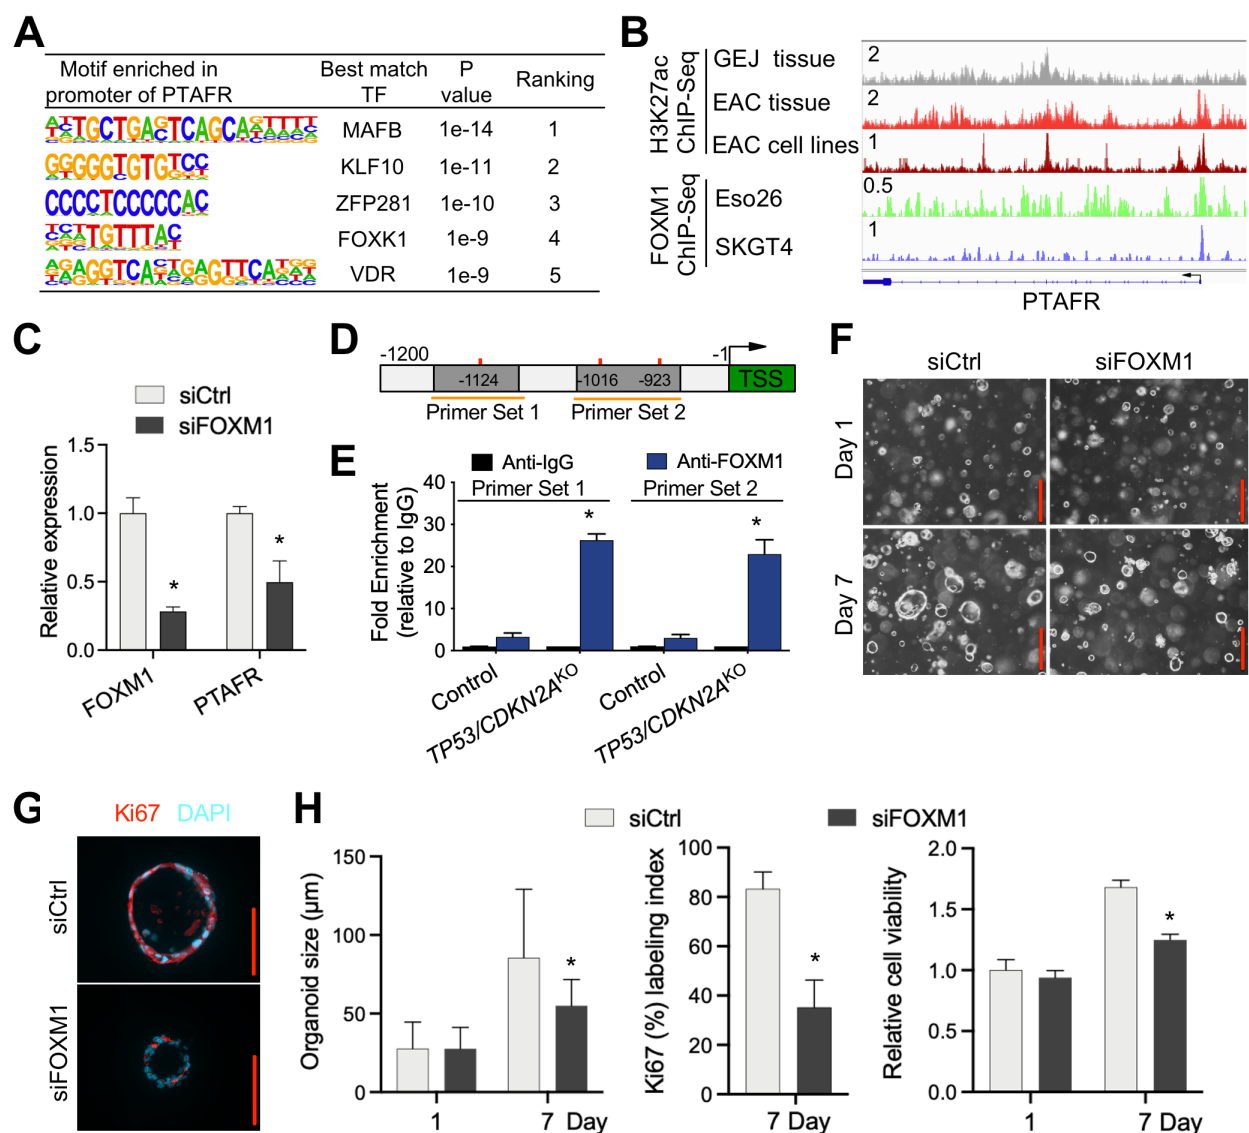 A
Motif enriched in promoter of PTAFR
Best match TF
P value
Ranking
MAFB 1e-14 1
KLF10 1e-11 2
ZFP281 1e-10 3
FOXK1 1e-9 4
VDR 1e-9 5
B
H3K27ac ChIP-Seq
GEJ tissue 2
EAC tissue 2
EAC cell lines 1
FOXM1 ChIP-Seq
Eso26 0.5
SKGT4 1
PTAFR
C
siCtrl
siFOXM1
Relative expression
1.5
1.0
0.5
0.0
* *
FOXM1 PTAFR
D
-1200 -1
-1124 -1016 -923 TSS
Primer Set 1 Primer Set 2
E
Anti-IgG Anti-FOXM1
Primer Set 1 Primer Set 2
Fold Enrichment
(relative to IgG)
40
30
20
10
0
* *
Control TP53/CDKN2AKO Control TP53/CDKN2AKO
F
siCtrl siFOXM1
Day 1
Day 7
G
Ki67 DAPI
siCtrl
siFOXM1
H
siCtrl siFOXM1
Organoid size (µm)
150
100
50
0
*
1 7 Day
Ki67 (%) labeling index
100
80
60
40
20
0
*
7 Day
Relative cell viability
2.0
1.5
1.0
0.5
0.0
*
1 7 Day